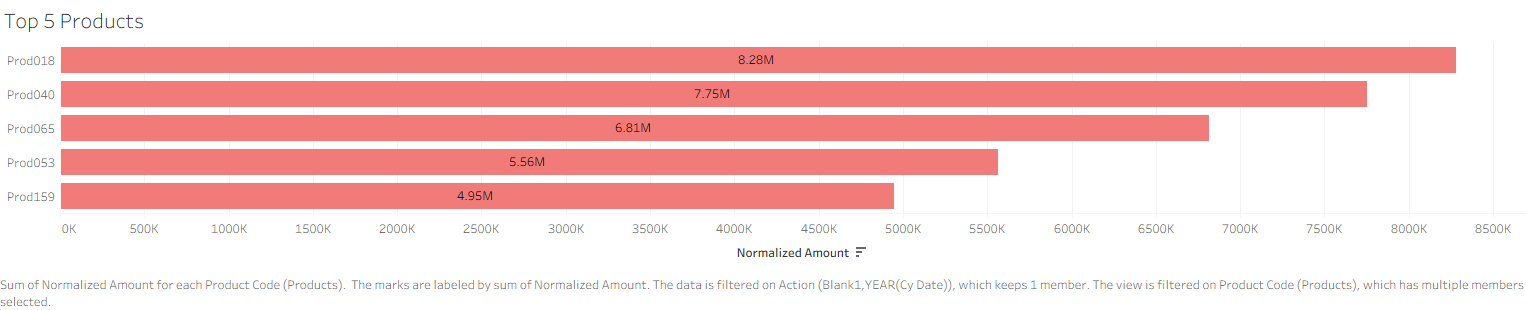 Top 5 Products
Prod018 8.28M
Prod040 7.75M
Prod065 6.81M
Prod053 5.56M
Prod159 4.95M
0K 500K 1000K 1500K 2000K 2500K 3000K 3500K 4000K 4500K 5000K 5500K 6000K 6500K 7000K 7500K 8000K 8500K
Normalized Amount
Sum of Normalized Amount for each Product Code (Products). The marks are labeled by sum of Normalized Amount. The data is filtered on Action (Blank1,YEAR(Cy Date)), which keeps 1 member. The view is filtered on Product Code (Products), which has multiple members
selected.